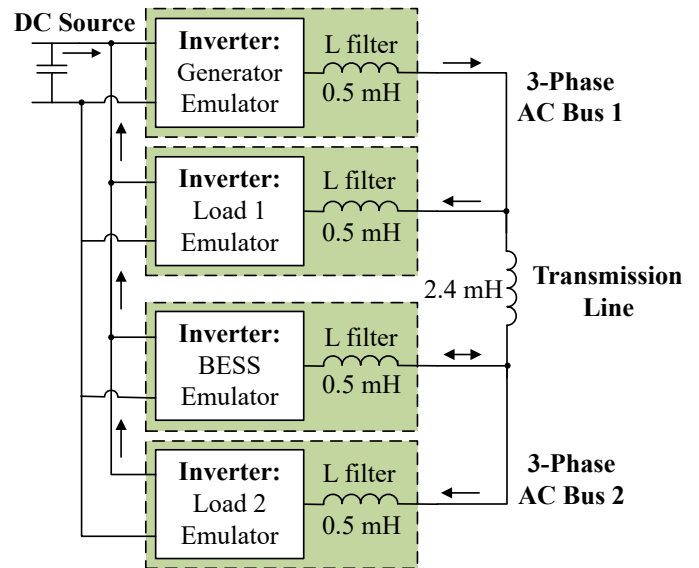 DC Source
Inverter:
Generator
Emulator
L filter
0.5 mH
3-Phase
AC Bus 1
Inverter:
Load 1
Emulator
L filter
0.5 mH
2.4 mH
Transmission
Line
Inverter:
BESS
Emulator
L filter
0.5 mH
Inverter:
Load 2
Emulator
L filter
0.5 mH
3-Phase
AC Bus 2